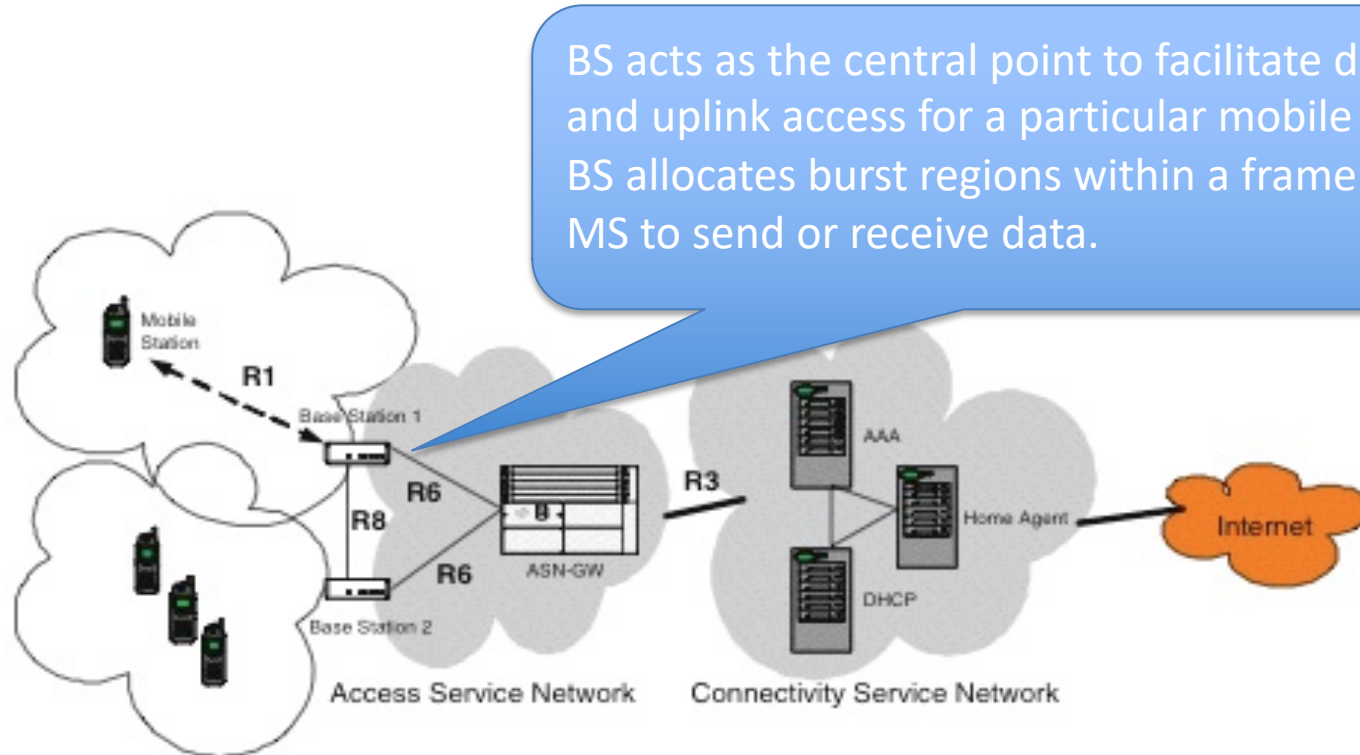 BS acts as the central point to facilitate d
and uplink access for a particular mobile
BS allocates burst regions within a frame
MS to send or receive data.
Mobile
Station
R1
Base Station 1
R6
R8
R6
Base Station 2
ASN-GW
R3
AAA
Home Agent
DHCP
Internet
Access Service Network
Connectivity Service Network